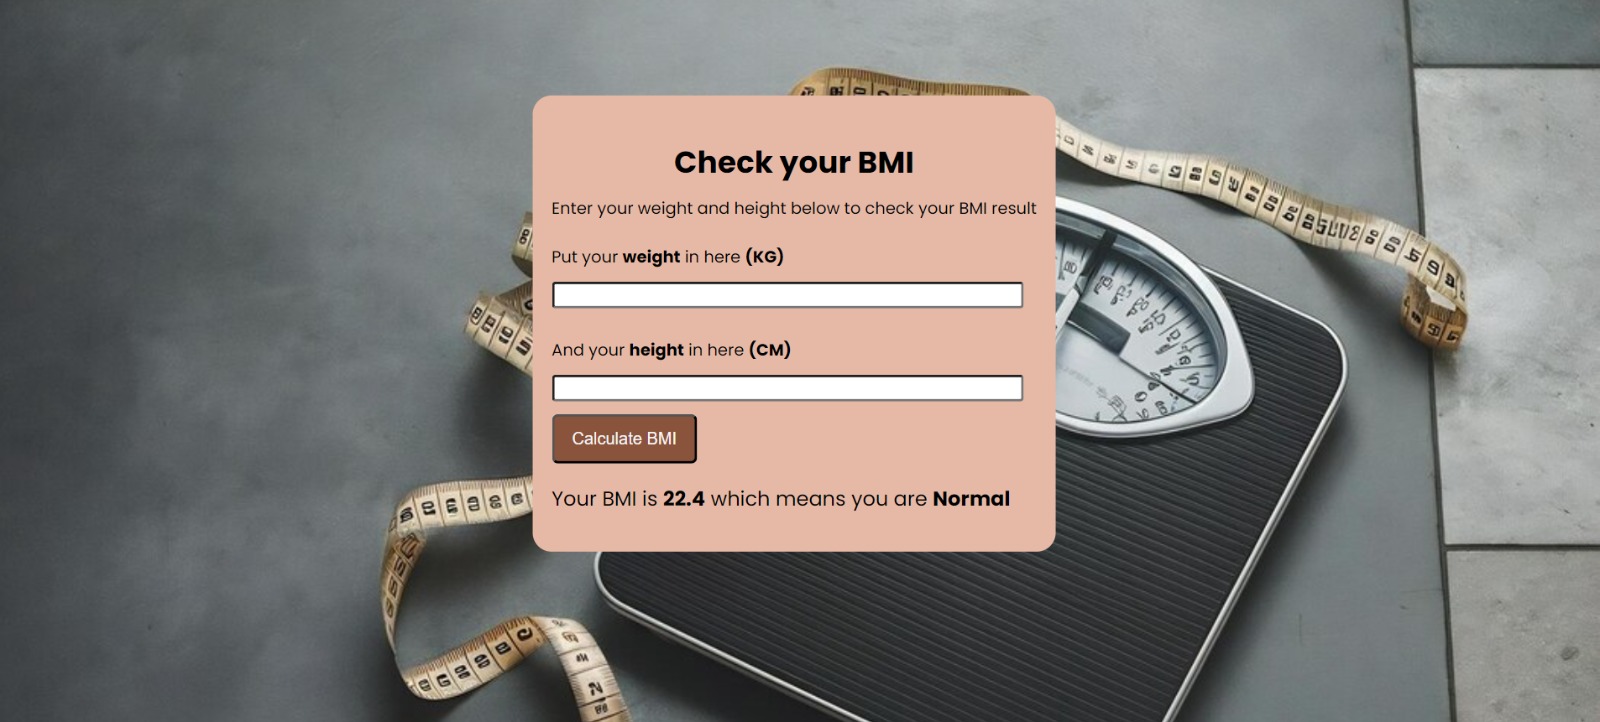 Check your BMI
Enter your weight and height below to check your BMI result
Put your weight in here (KG)
And your height in here (CM)
Calculate BMI
Your BMI is 22.4 which means you are Normal